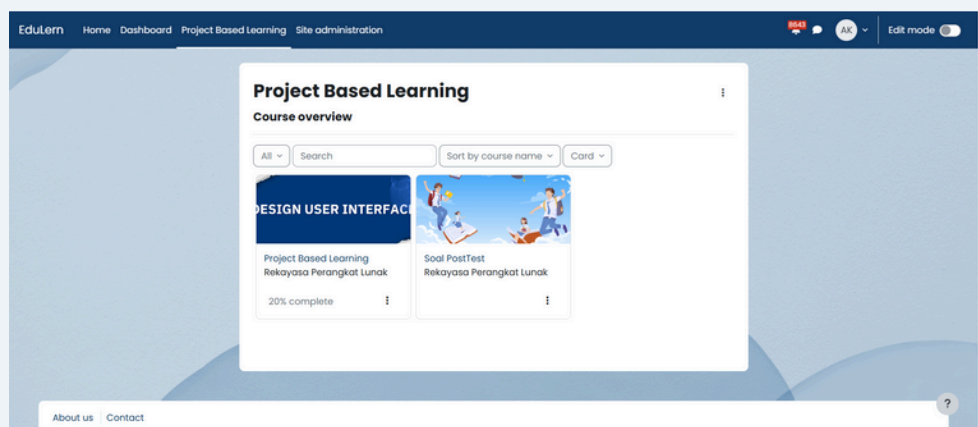 EduLern Home Dashboard Project Based Learning Site administration 8643 AK Edit mode
Project Based Learning
Course overview
All Search Sort by course name Card
DESIGN USER INTERFAC
Project Based Learning
Rekayasa Perangkat Lunak
20% complete
Soal PostTest
Rekayasa Perangkat Lunak
About us Contact
?